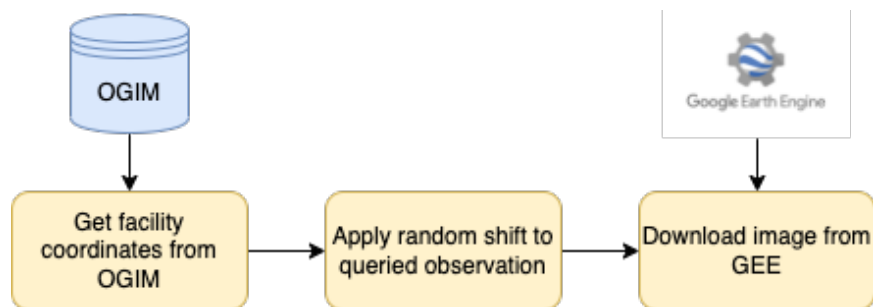 OGIM
Google Earth Engine
Get facility
coordinates from
OGIM
Apply random shift to
queried observation
Download image from
GEE